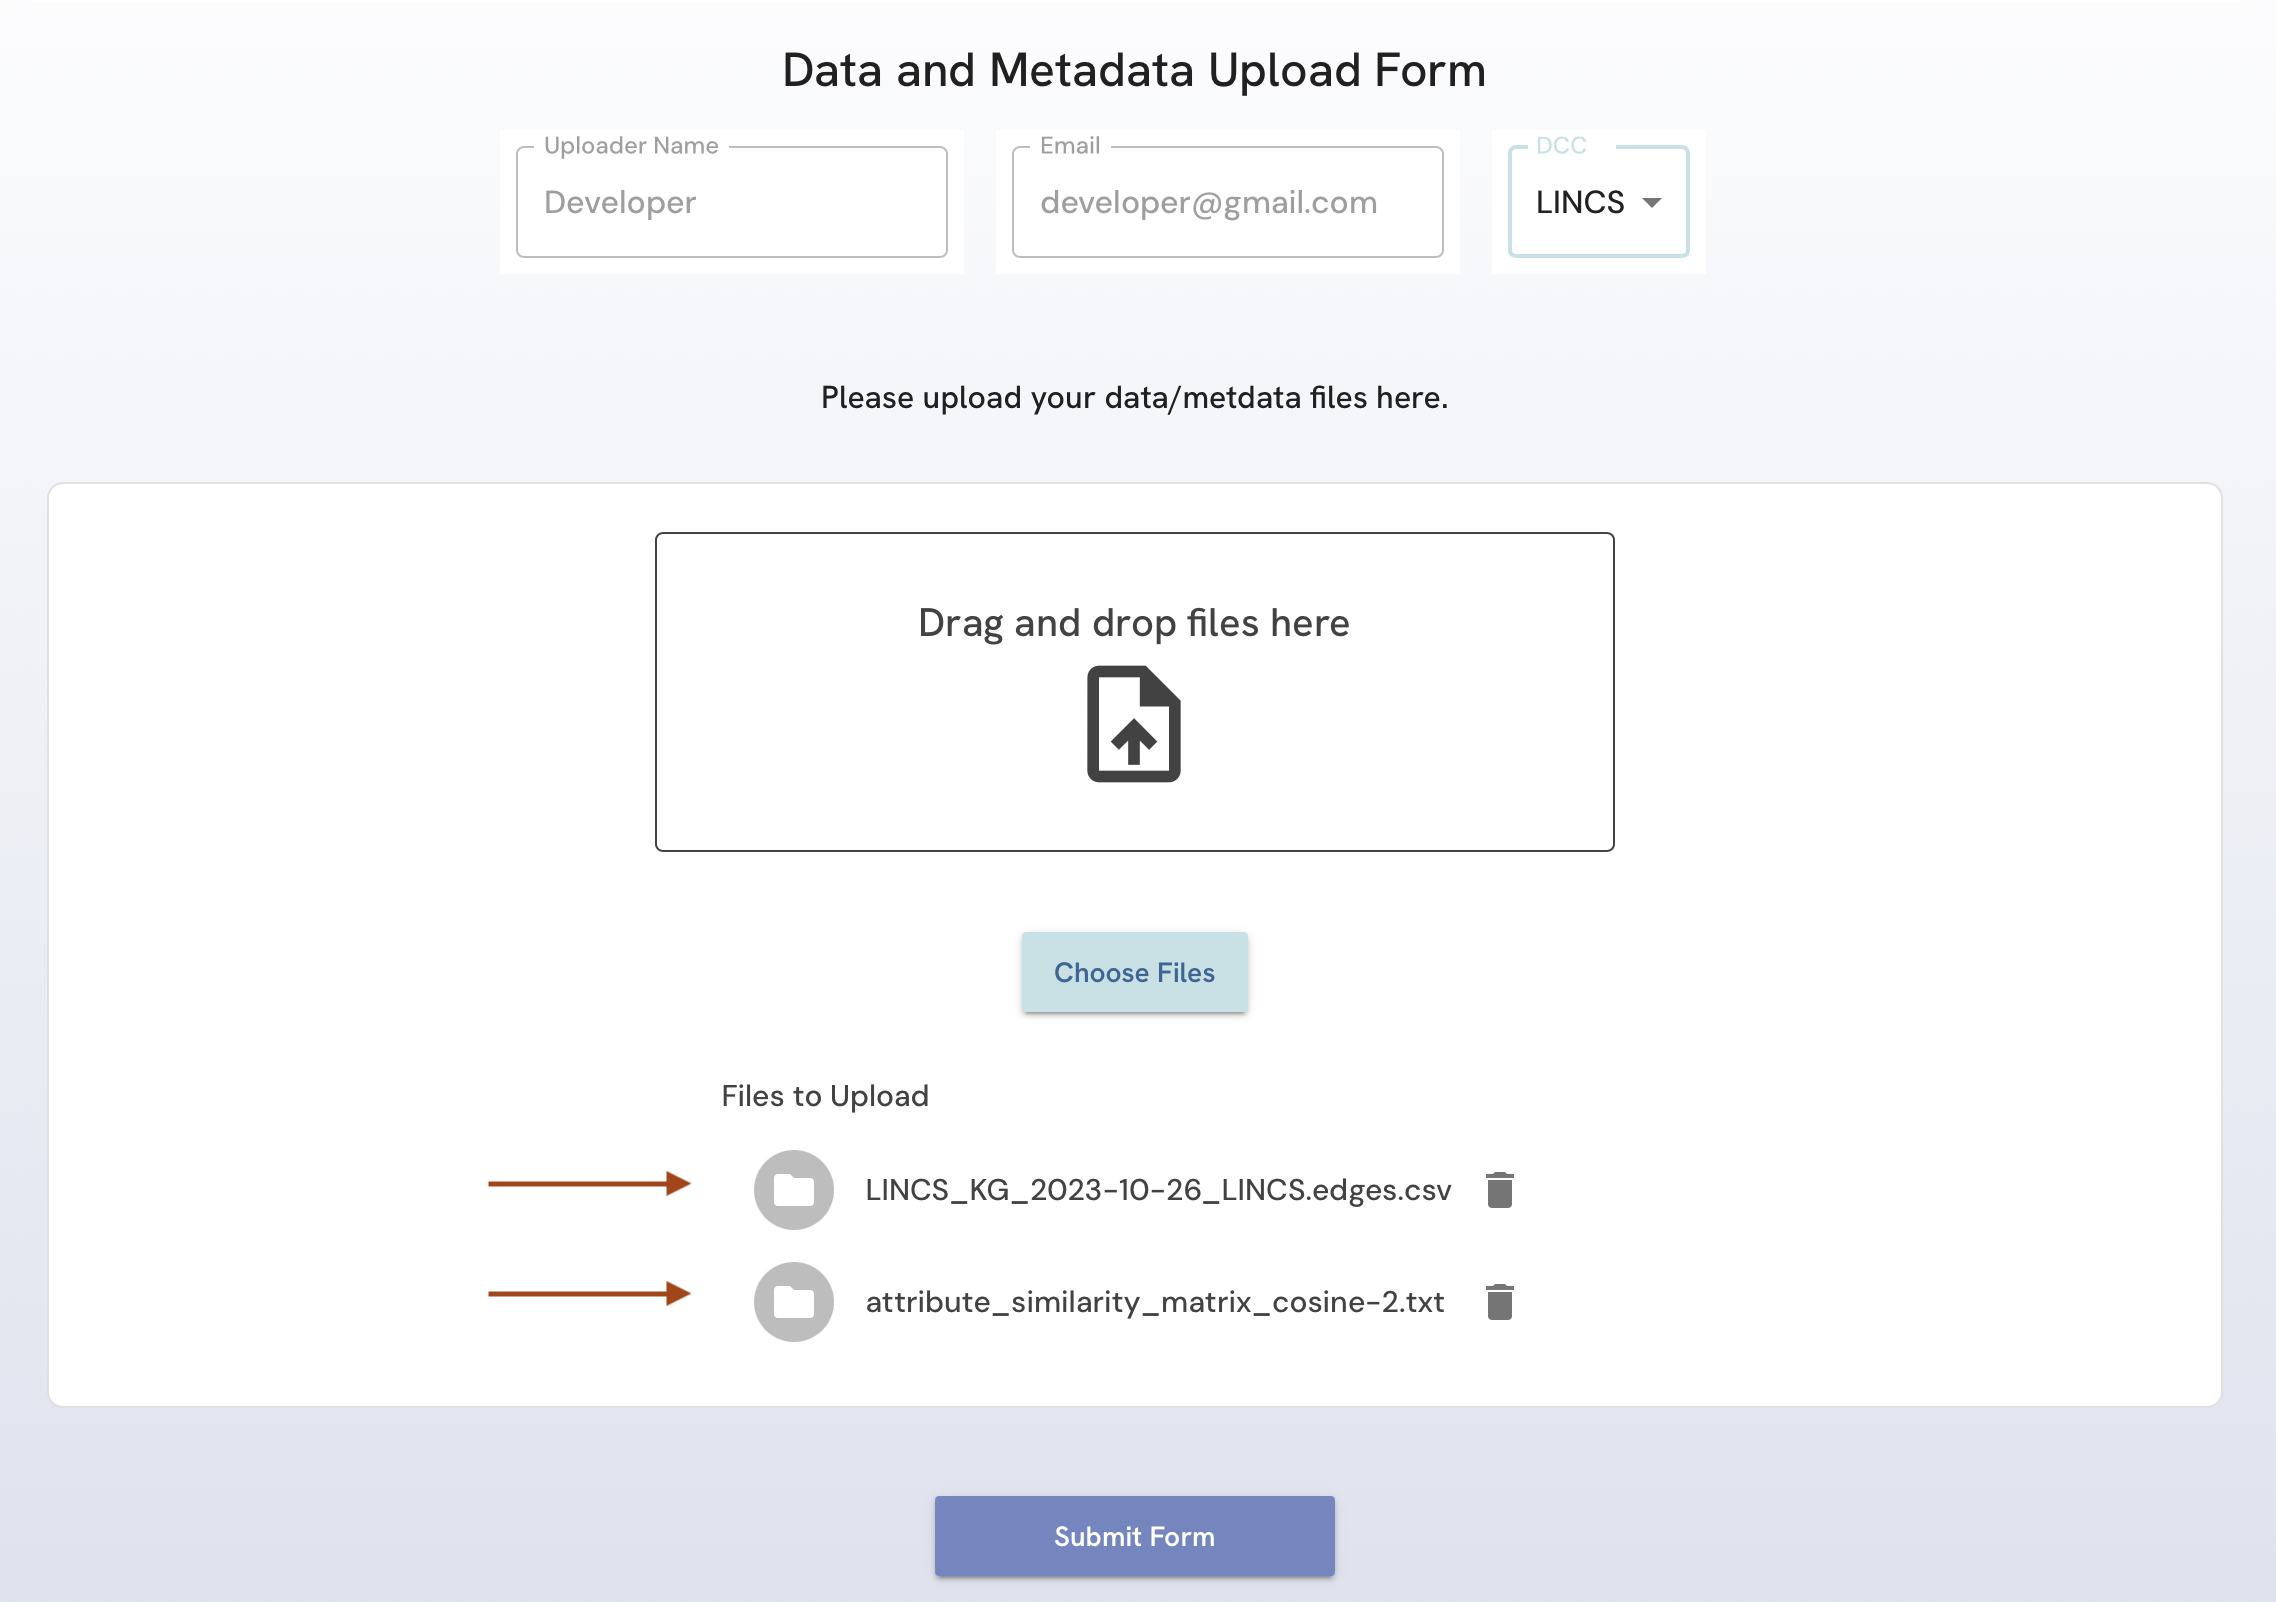 Data and Metadata Upload Form
Uploader Name
Developer
Email
developer@gmail.com
DCC
LINCS
Please upload your data/metdata files here.
Drag and drop files here
Choose Files
Files to Upload
LINCS_KG_2023-10-26_LINCS.edges.csv
attribute_similarity_matrix_cosine-2.txt
Submit Form